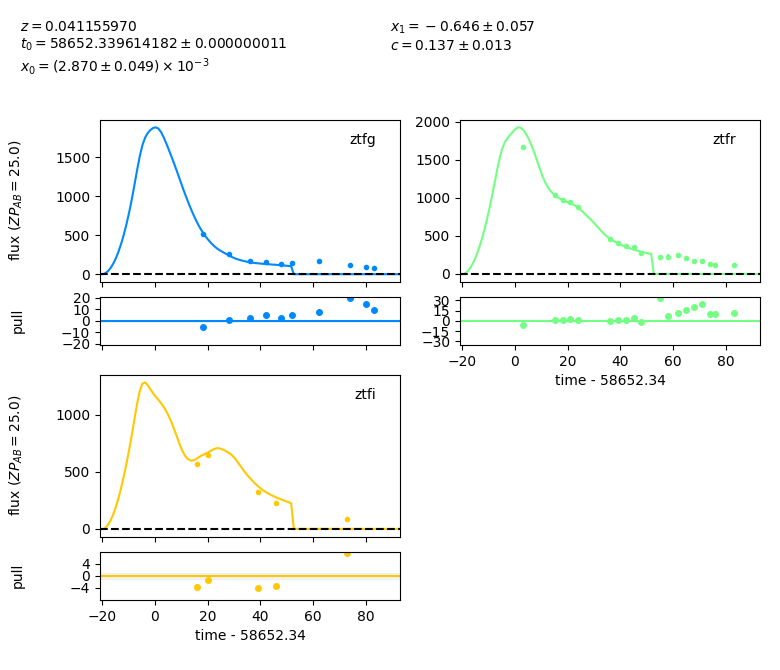 z = 0.041155970
x₁ = −0.646 ± 0.057
t₀ = 58652.339614182 ± 0.000000011
c = 0.137 ± 0.013
x₀ = (2.870 ± 0.049) × 10⁻³
flux (ZP_AB = 25.0)
1500
1000
500
0
ztfg
2000
1500
1000
500
0
ztfr
pull
20
10
0
−10
−20
30
15
0
−15
−30
−20 0 20 40 60 80
time - 58652.34
flux (ZP_AB = 25.0)
1000
500
0
ztfi
pull
4
0
−4
−20 0 20 40 60 80
time - 58652.34